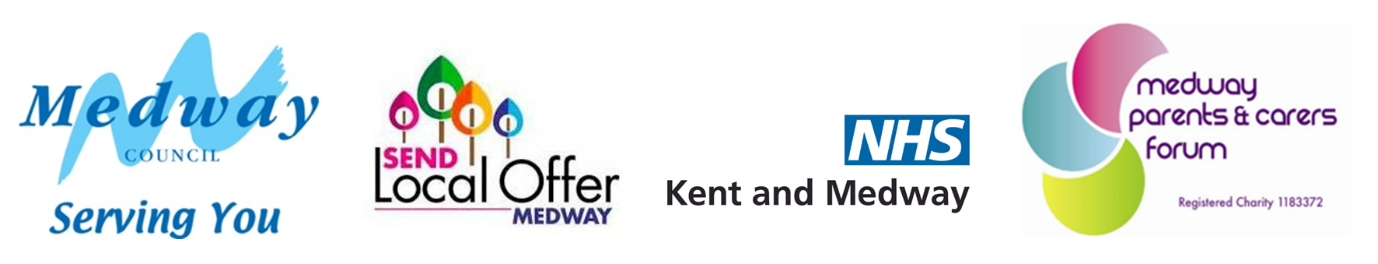 Medway
COUNCIL
Serving You
SEND
Local Offer
MEDWAY
NHS
Kent and Medway
medway
parents & carers
forum
Registered Charity 1183372